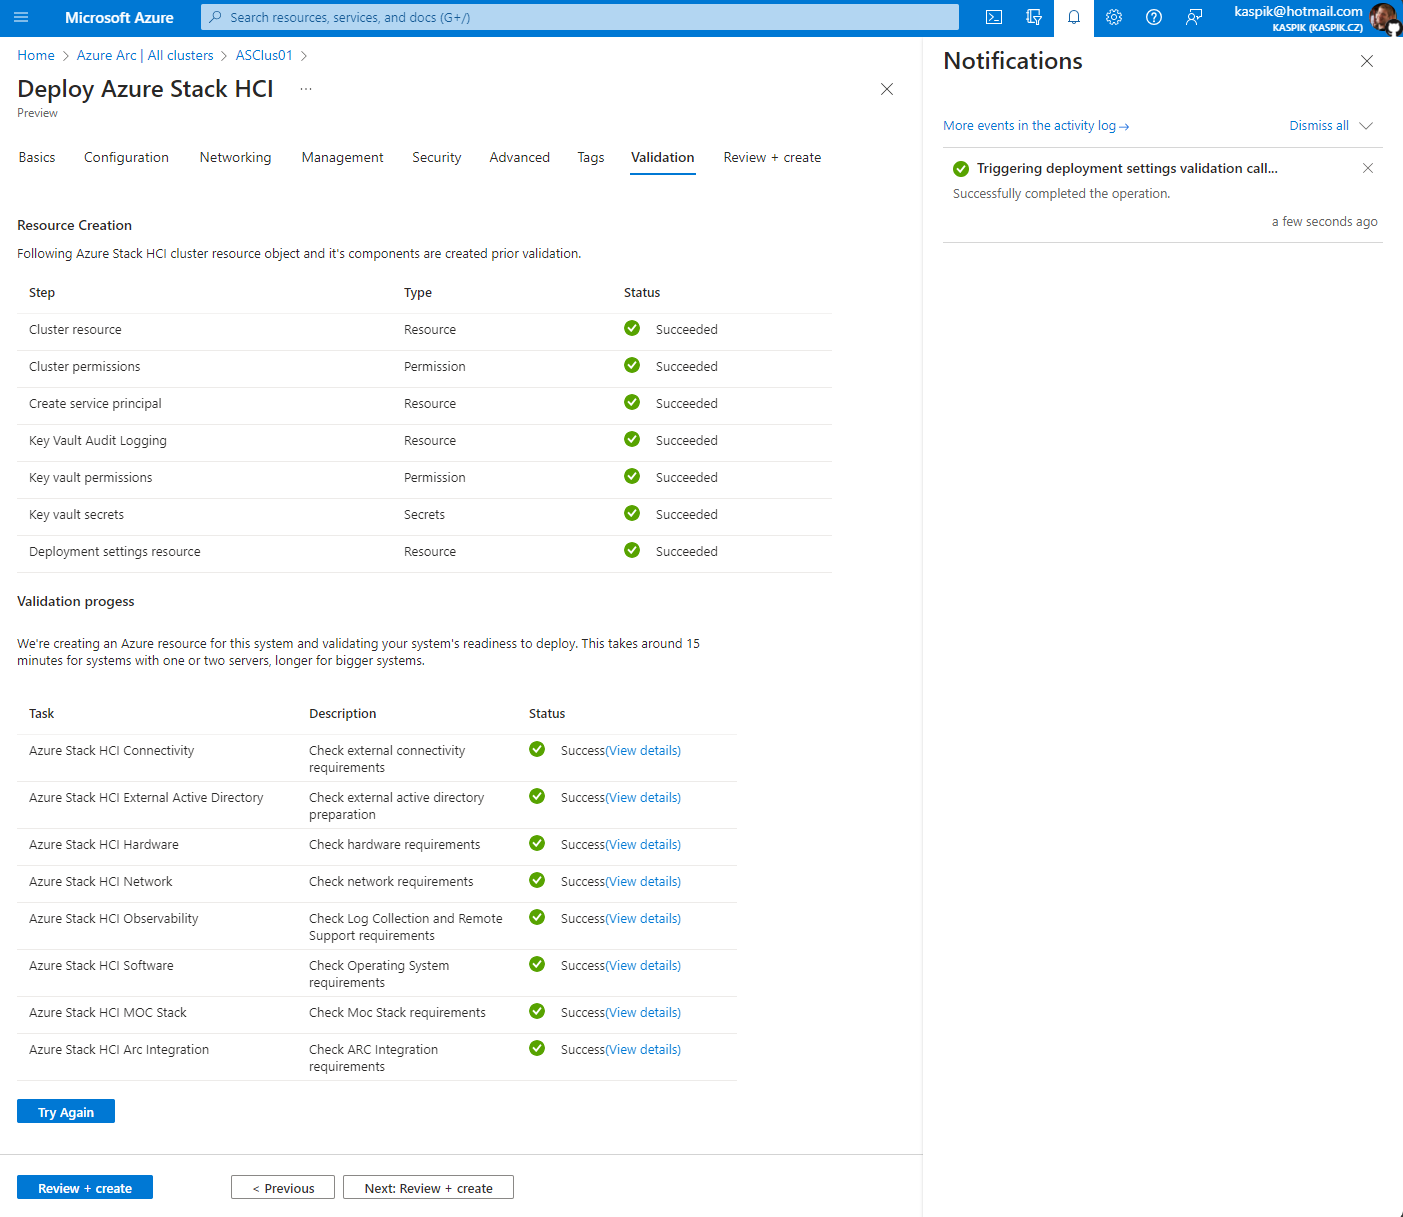 Microsoft Azure
Search resources, services, and docs (G+/)
kaspik@hotmail.com
KASPIK (KASPIK.CZ)
Home > Azure Arc | All clusters > ASClus01 >
Deploy Azure Stack HCI ...
Preview
Basics Configuration Networking Management Security Advanced Tags Validation Review + create
Resource Creation
Following Azure Stack HCI cluster resource object and it's components are created prior validation.
Step Type Status
Cluster resource Resource Succeeded
Cluster permissions Permission Succeeded
Create service principal Resource Succeeded
Key Vault Audit Logging Resource Succeeded
Key vault permissions Permission Succeeded
Key vault secrets Secrets Succeeded
Deployment settings resource Resource Succeeded
Validation progess
We're creating an Azure resource for this system and validating your system's readiness to deploy. This takes around 15
minutes for systems with one or two servers, longer for bigger systems.
Task Description Status
Azure Stack HCI Connectivity Check external connectivity Success(View details)
requirements
Azure Stack HCI External Active Directory Check external active directory Success(View details)
preparation
Azure Stack HCI Hardware Check hardware requirements Success(View details)
Azure Stack HCI Network Check network requirements Success(View details)
Azure Stack HCI Observability Check Log Collection and Remote Success(View details)
Support requirements
Azure Stack HCI Software Check Operating System Success(View details)
requirements
Azure Stack HCI MOC Stack Check Moc Stack requirements Success(View details)
Azure Stack HCI Arc Integration Check ARC Integration Success(View details)
requirements
Try Again
Review + create < Previous Next: Review + create
Notifications
More events in the activity log → Dismiss all
Triggering deployment settings validation call...
Successfully completed the operation.
a few seconds ago